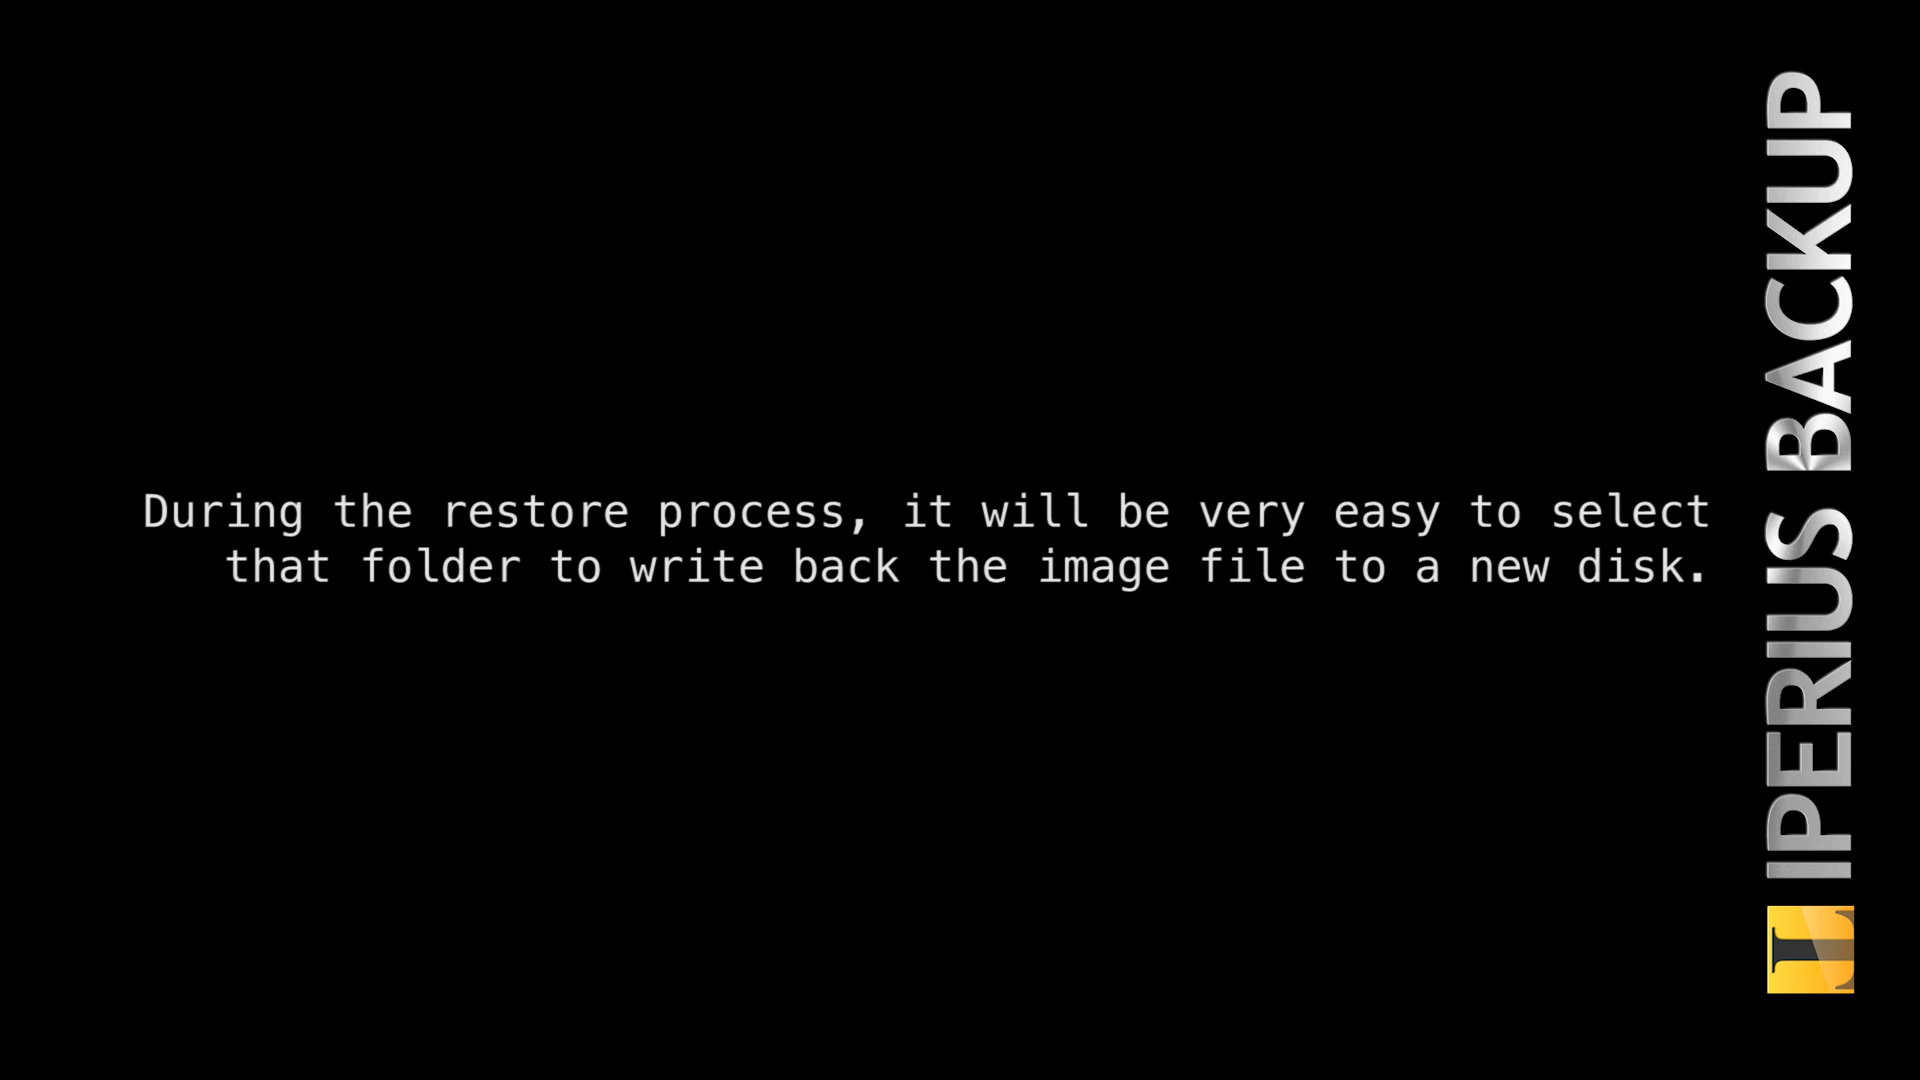 During the restore process, it will be very easy to select
that folder to write back the image file to a new disk.
IPERIUS BACKUP